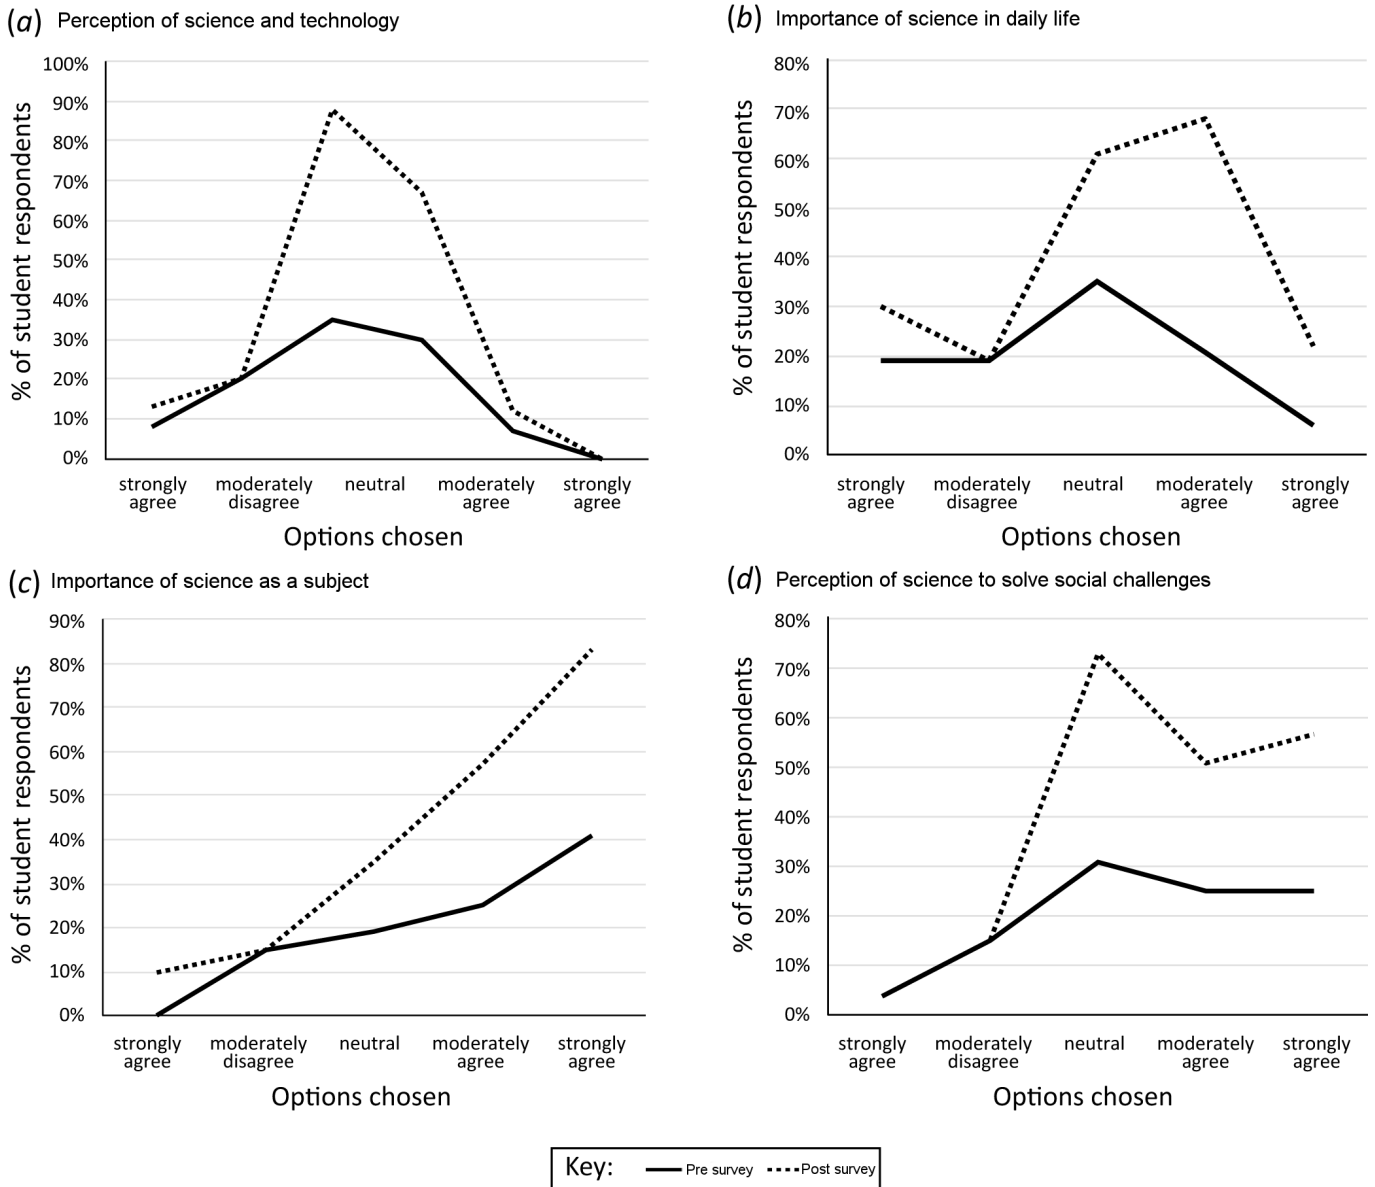 (a) Perception of science and technology
100%
90%
80%
70%
60%
50%
40%
30%
20%
10%
0%
% of student respondents
strongly agree
moderately disagree
neutral
moderately agree
strongly agree
Options chosen
(b) Importance of science in daily life
80%
70%
60%
50%
40%
30%
20%
10%
0%
% of student respondents
strongly agree
moderately disagree
neutral
moderately agree
strongly agree
Options chosen
(c) Importance of science as a subject
90%
80%
70%
60%
50%
40%
30%
20%
10%
0%
% of student respondents
strongly agree
moderately disagree
neutral
moderately agree
strongly agree
Options chosen
(d) Perception of science to solve social challenges
80%
70%
60%
50%
40%
30%
20%
10%
0%
% of student respondents
strongly agree
moderately disagree
neutral
moderately agree
strongly agree
Options chosen
Key: Pre survey Post survey